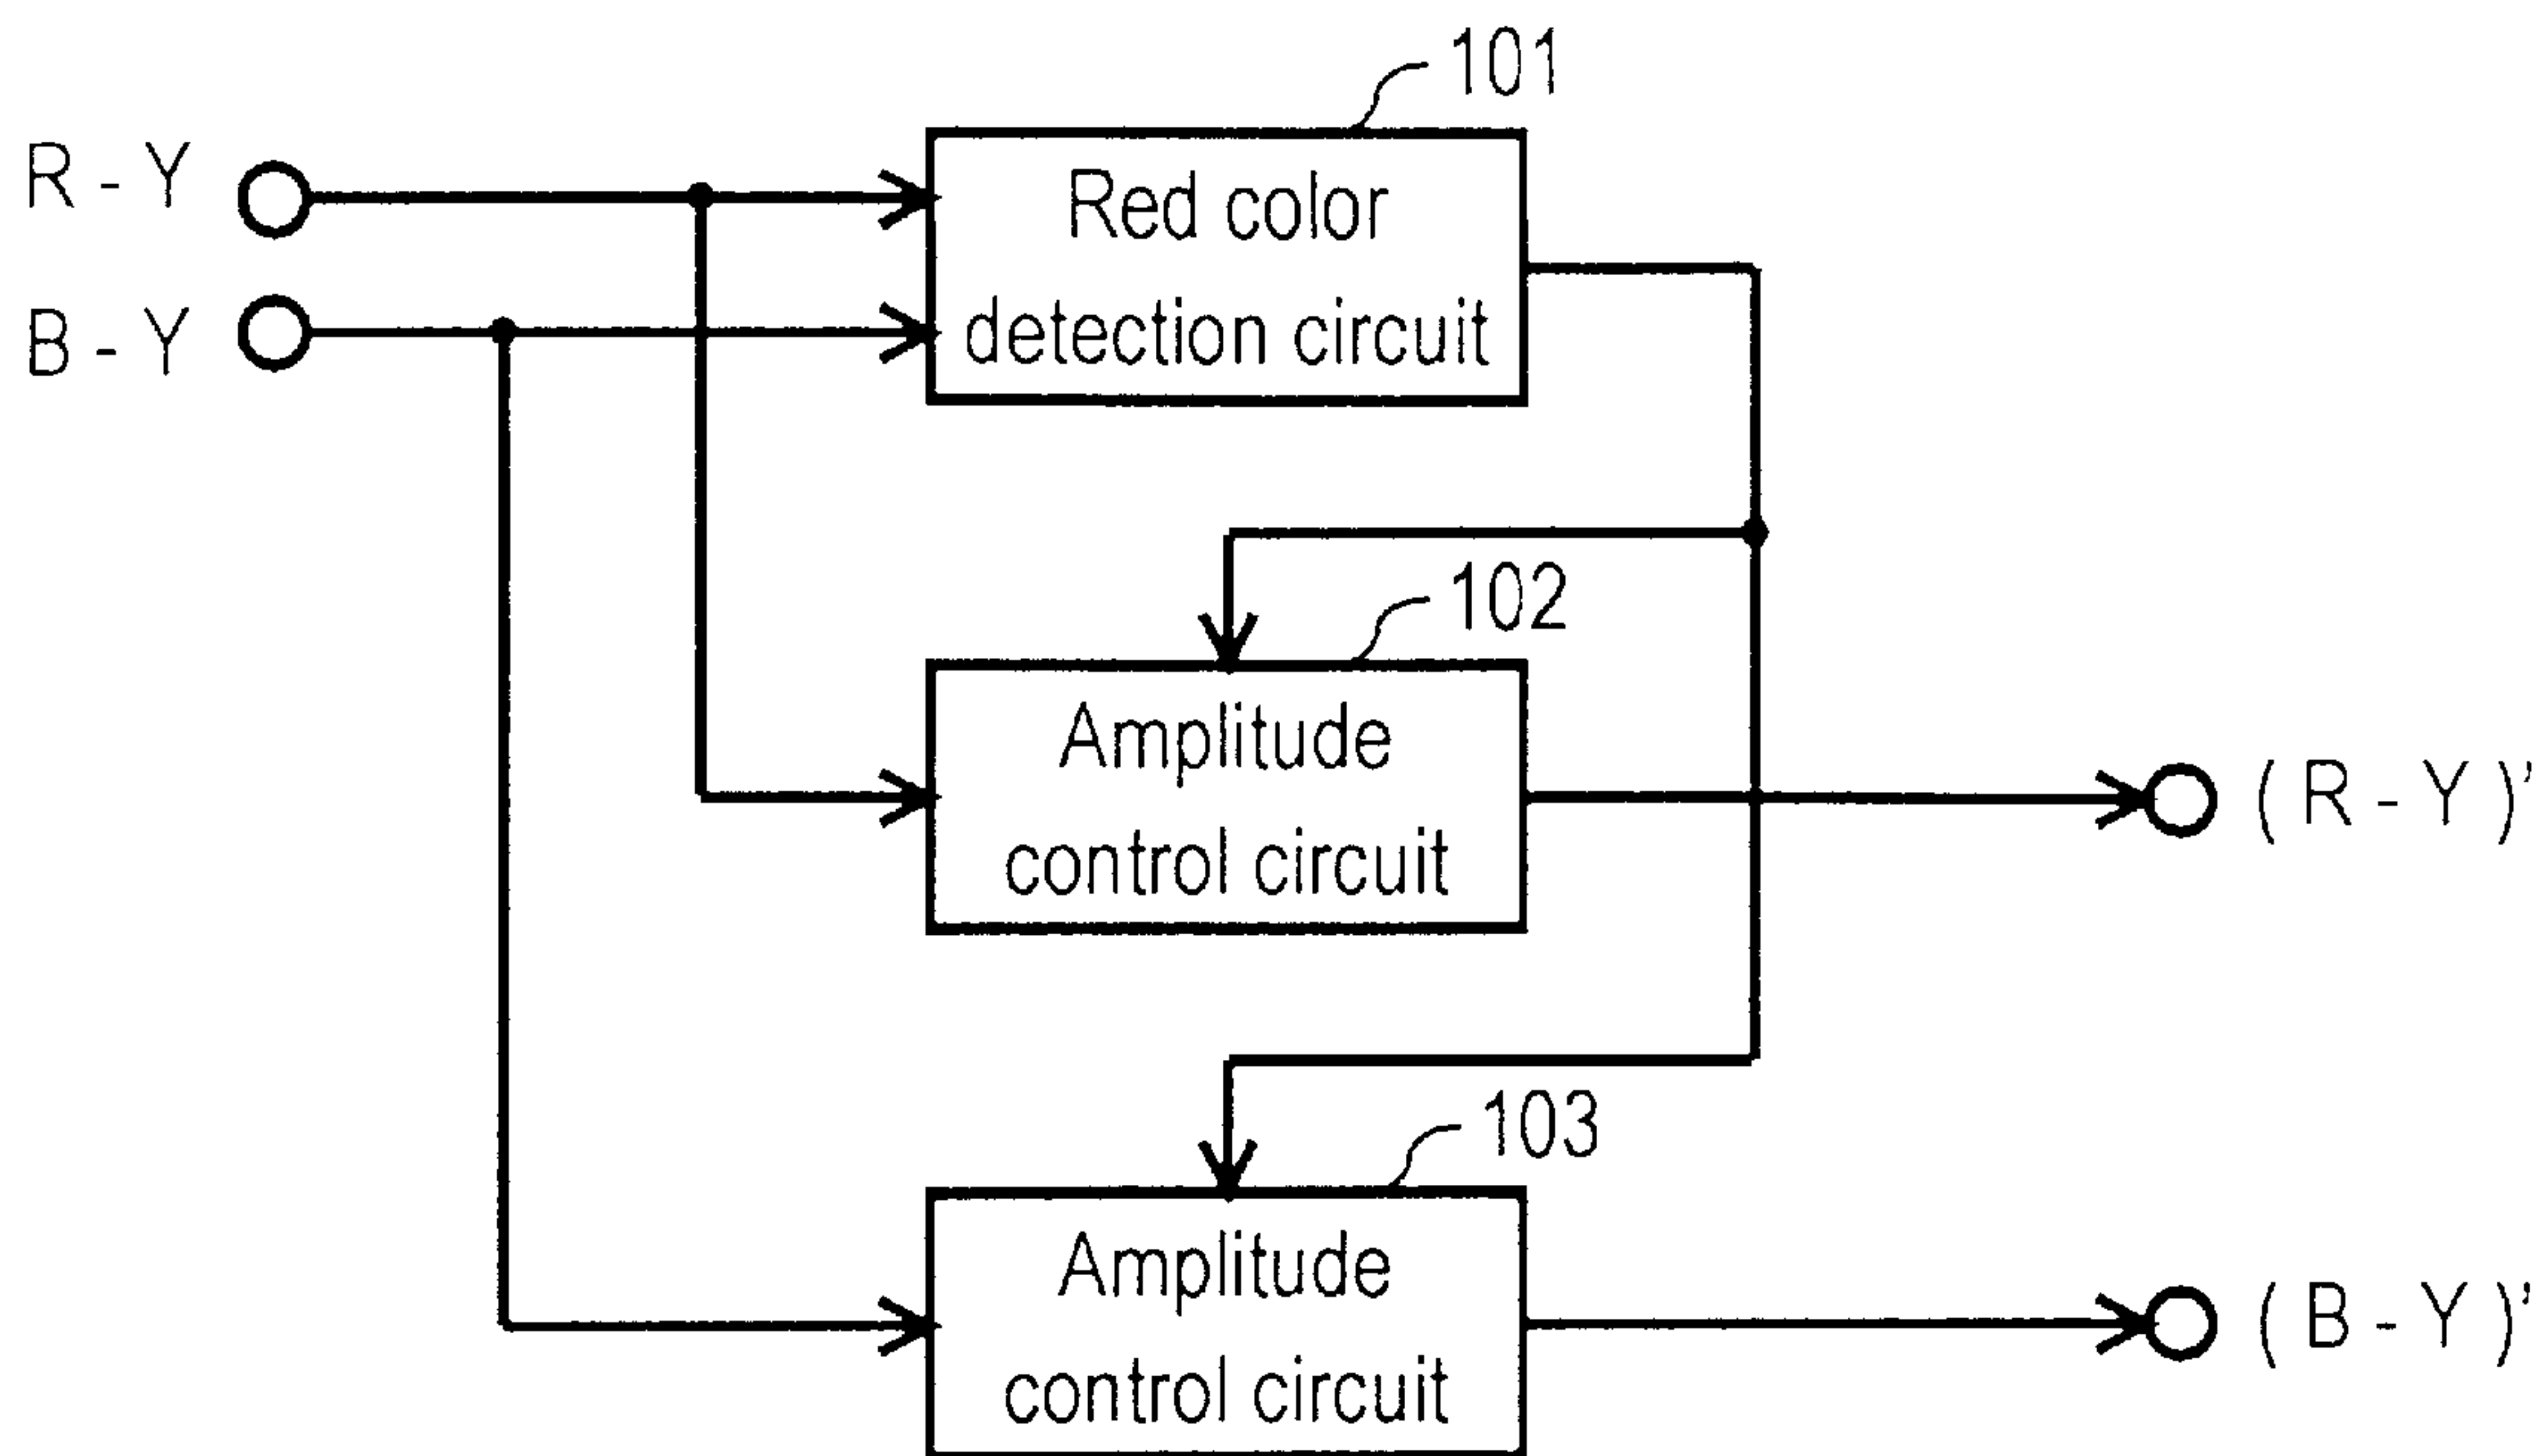 101
R - Y
Red color
B - Y
detection circuit
102
Amplitude
( R - Y )'
control circuit
103
Amplitude
( B - Y )'
control circuit